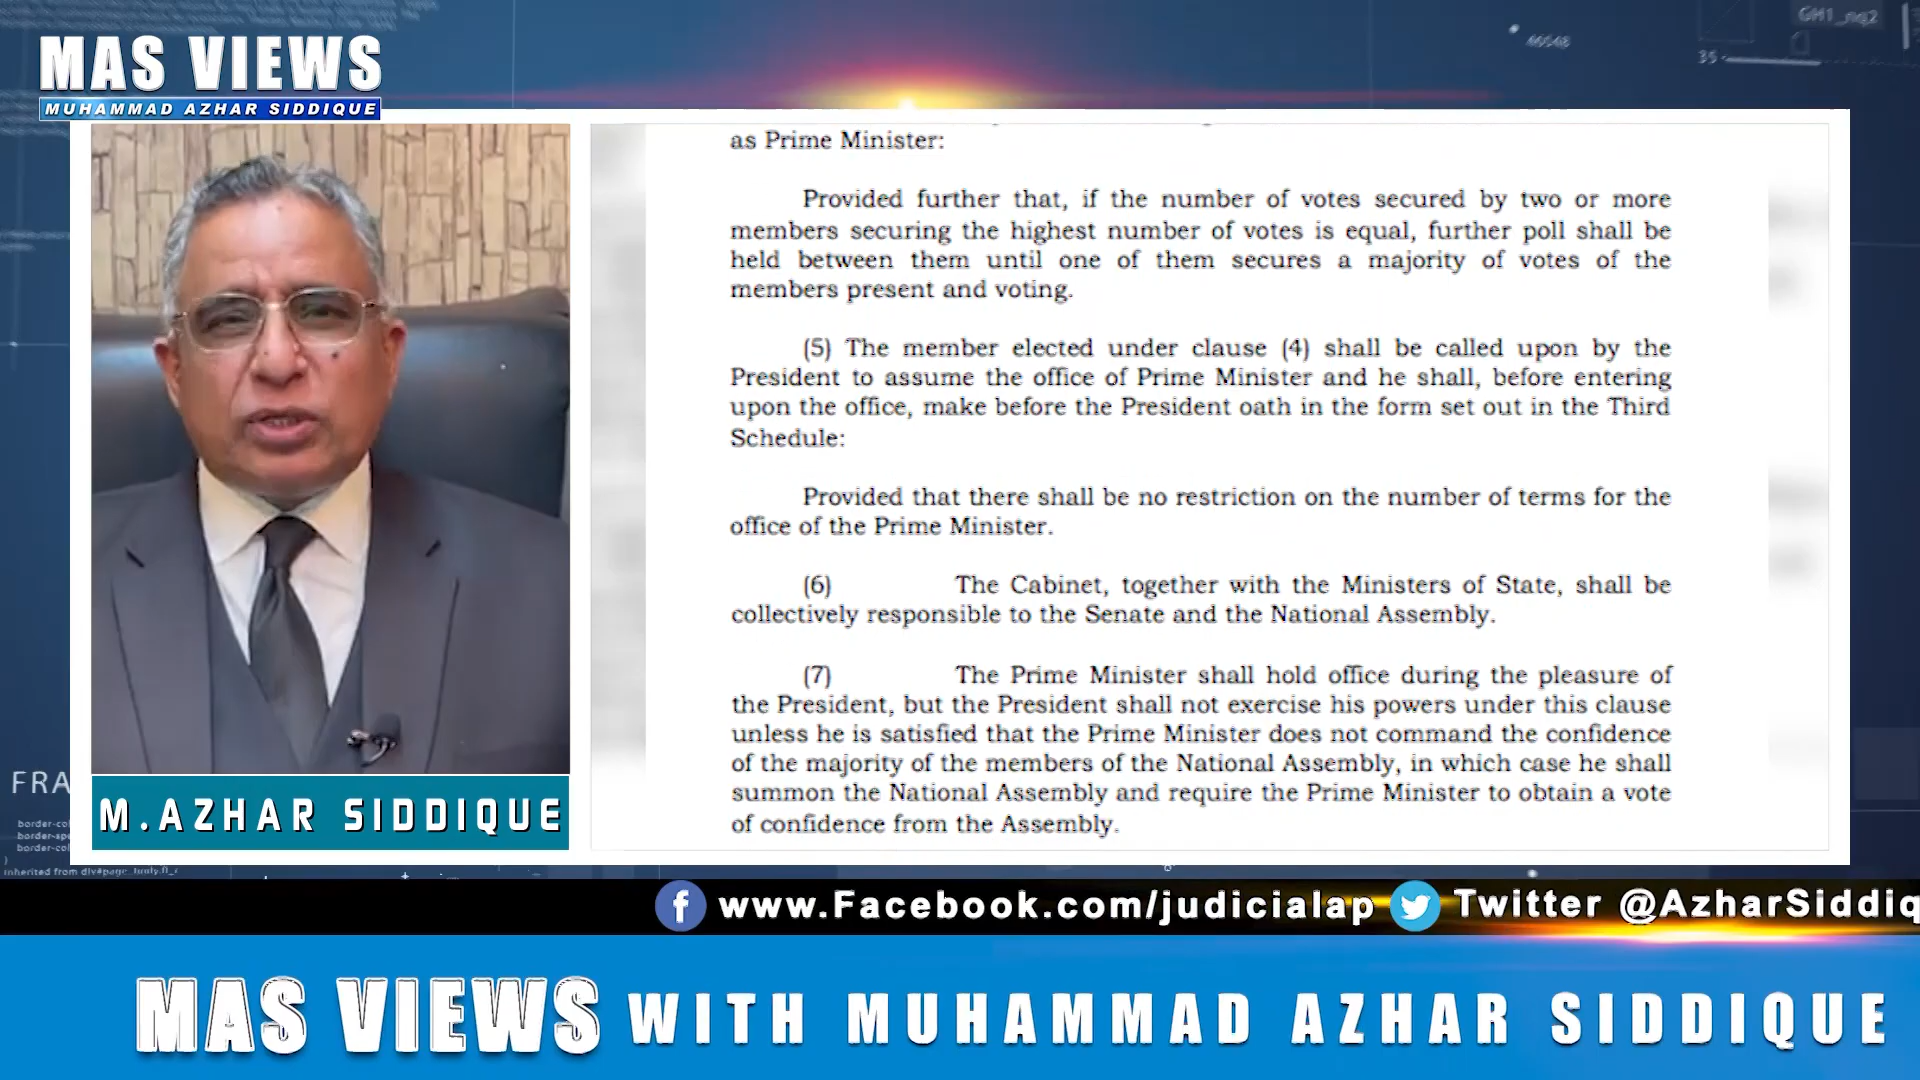 GH1_nq2
46548
35
MAS VIEWS
MUHAMMAD AZHAR SIDDIQUE
as Prime Minister:
Provided further that, if the number of votes secured by two or more
members securing the highest number of votes is equal, further poll shall be
held between them until one of them secures a majority of votes of the
members present and voting.
(5) The member elected under clause (4) shall be called upon by the
President to assume the office of Prime Minister and he shall, before entering
upon the office, make before the President oath in the form set out in the Third
Schedule:
Provided that there shall be no restriction on the number of terms for the
office of the Prime Minister.
(6) The Cabinet, together with the Ministers of State, shall be
collectively responsible to the Senate and the National Assembly.
(7) The Prime Minister shall hold office during the pleasure of
the President, but the President shall not exercise his powers under this clause
unless he is satisfied that the Prime Minister does not command the confidence
of the majority of the members of the National Assembly, in which case he shall
summon the National Assembly and require the Prime Minister to obtain a vote
of confidence from the Assembly.
FRA
M.AZHAR SIDDIQUE
border-col
border-spe
border-col
}
www.Facebook.com/judicialap Twitter @AzharSiddiq
MAS VIEWS WITH MUHAMMAD AZHAR SIDDIQUE